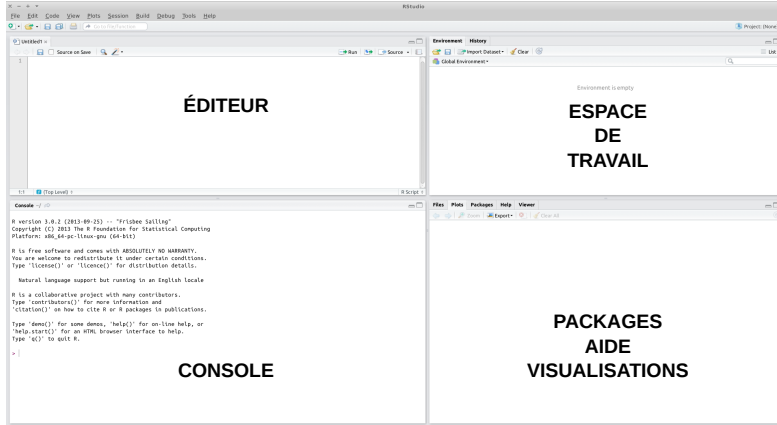 RStudio
File Edit Code View Plots Session Build Debug Tools Help
Go to file/function
Project: (None
Untitled1
Source on Save
Run
Source
1
ÉDITEUR
1:1
(Top Level)
R Script
Environment History
Import Dataset
Clear
List
Global Environment
Environment is empty
ESPACE
DE
TRAVAIL
Console ~/
R version 3.0.2 (2013-09-25) -- "Frisbee Sailing"
Copyright (C) 2013 The R Foundation for Statistical Computing
Platform: x86_64-pc-linux-gnu (64-bit)
R is free software and comes with ABSOLUTELY NO WARRANTY.
You are welcome to redistribute it under certain conditions.
Type 'license()' or 'licence()' for distribution details.
Natural language support but running in an English locale
R is a collaborative project with many contributors.
Type 'contributors()' for more information and
'citation()' on how to cite R or R packages in publications.
Type 'demo()' for some demos, 'help()' for on-line help, or
'help.start()' for an HTML browser interface to help.
Type 'q()' to quit R.
>
CONSOLE
Files Plots Packages Help Viewer
Zoom Export Clear All
PACKAGES
AIDE
VISUALISATIONS